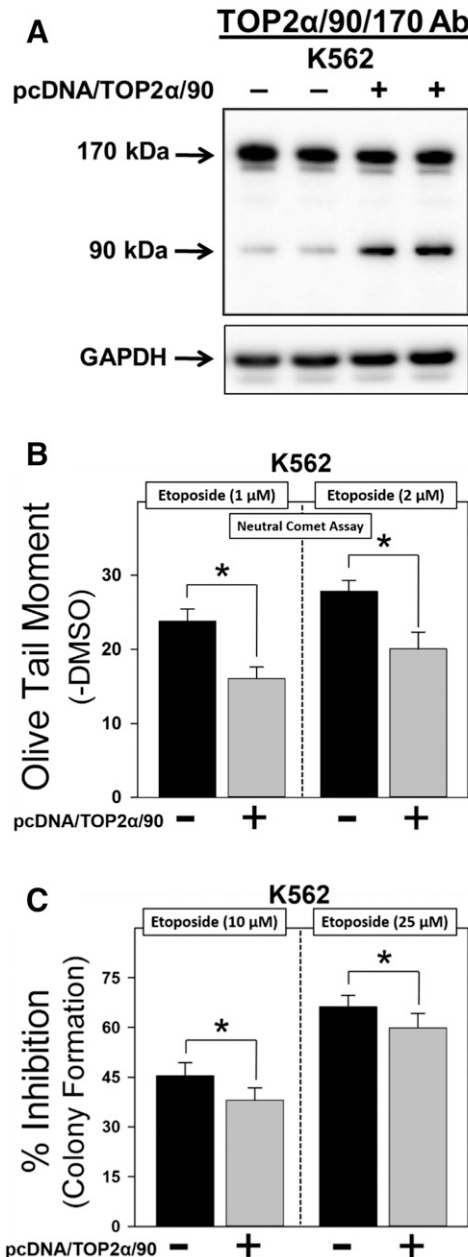 A
TOP2α/90/170 Ab
K562
pcDNA/TOP2α/90 – – + +
170 kDa
90 kDa
GAPDH
B
K562
Etoposide (1 μM) Etoposide (2 μM)
Neutral Comet Assay
* *
Olive Tail Moment
(-DMSO)
30
20
10
0
pcDNA/TOP2α/90 – + – +
C
K562
Etoposide (10 μM) Etoposide (25 μM)
* *
% Inhibition
(Colony Formation)
75
60
45
30
15
0
pcDNA/TOP2α/90 – + – +